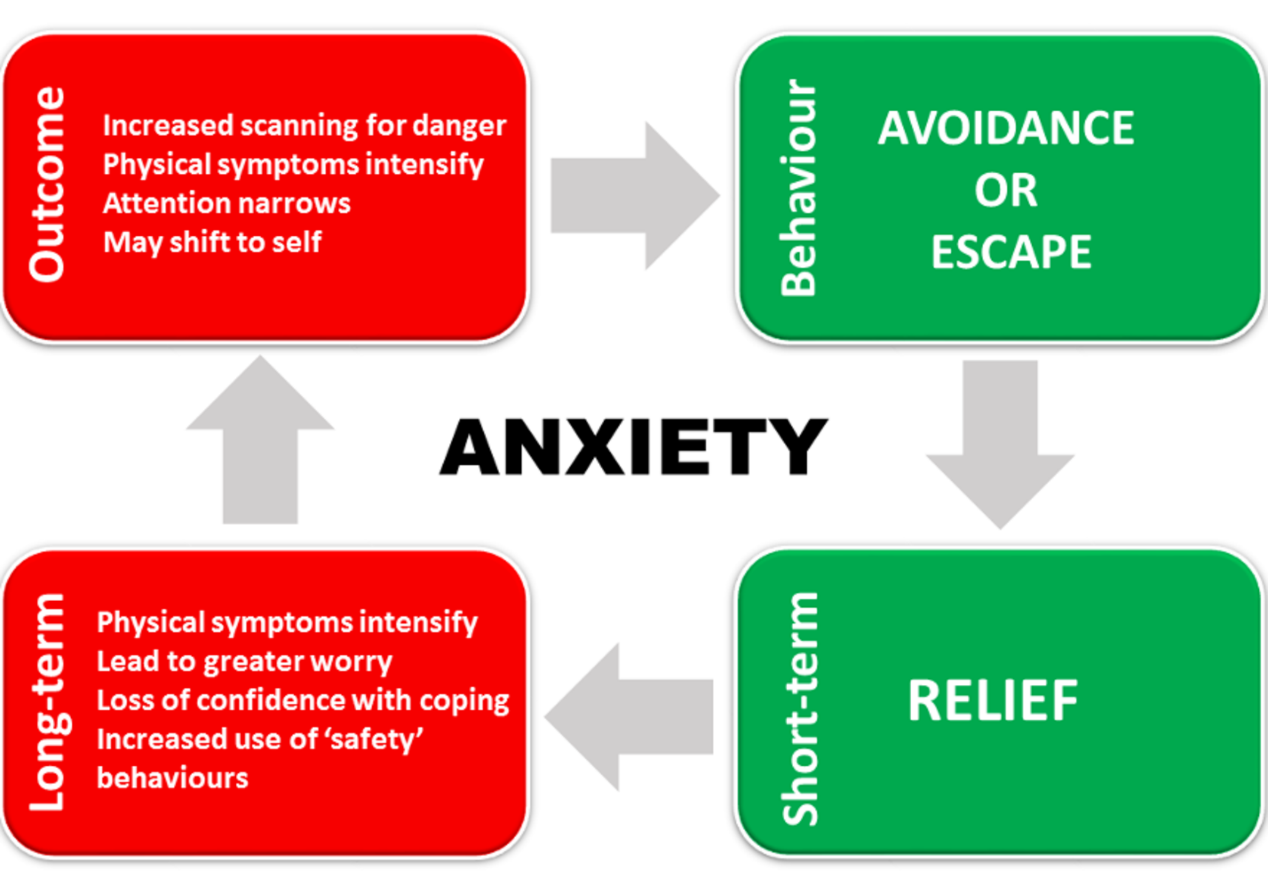 Outcome
Increased scanning for danger
Physical symptoms intensify
Attention narrows
May shift to self
Behaviour
AVOIDANCE
OR
ESCAPE
ANXIETY
Long-term
Physical symptoms intensify
Lead to greater worry
Loss of confidence with coping
Increased use of ‘safety’
behaviours
Short-term
RELIEF